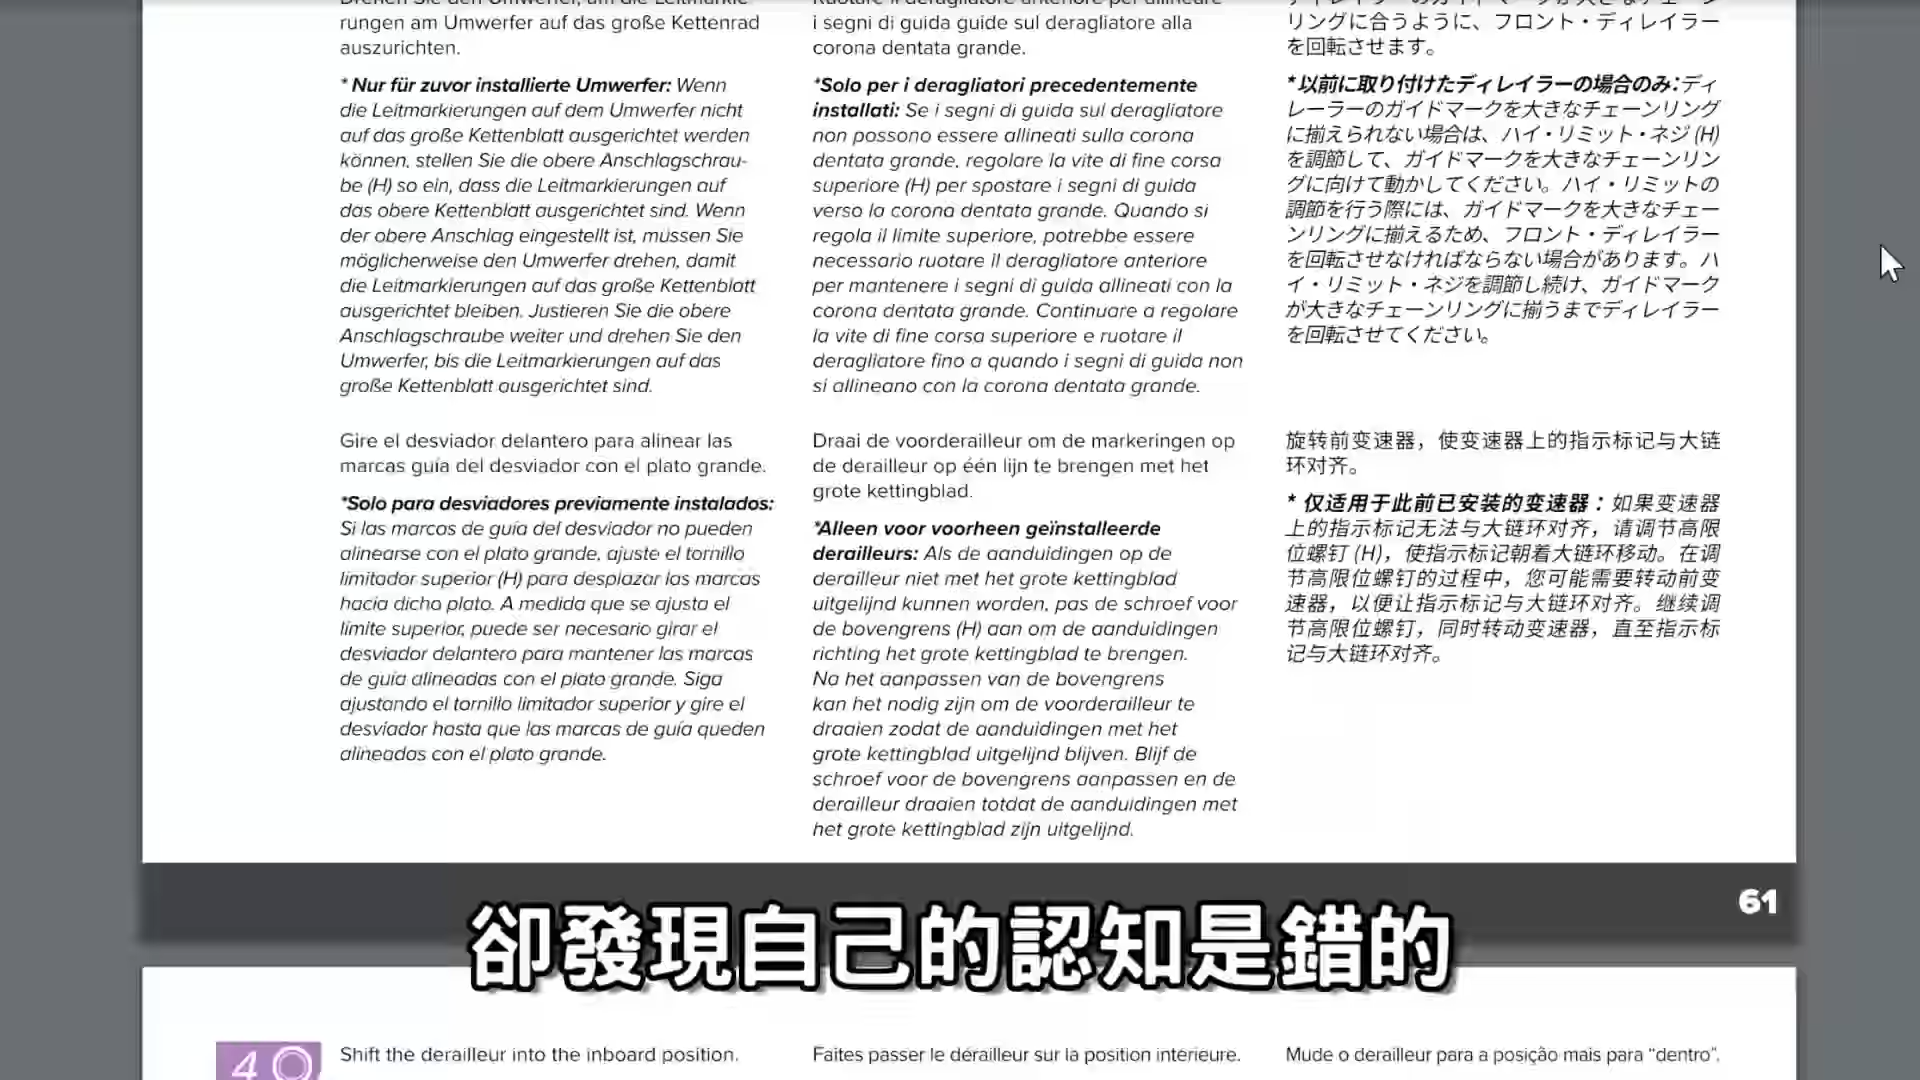 rungen am Umwerfer auf das große Kettenrad
auszurichten.
* Nur für zuvor installierte Umwerfer: Wenn
die Leitmarkierungen auf dem Umwerfer nicht
auf das große Kettenblatt ausgerichtet werden
können, stellen Sie die obere Anschlagschrau-
be (H) so ein, dass die Leitmarkierungen auf
das obere Kettenblatt ausgerichtet sind. Wenn
der obere Anschlag eingestellt ist, müssen Sie
möglicherweise den Umwerfer drehen, damit
die Leitmarkierungen auf das große Kettenblatt
ausgerichtet bleiben. Justieren Sie die obere
Anschlagschraube weiter und drehen Sie den
Umwerfer, bis die Leitmarkierungen auf das
große Kettenblatt ausgerichtet sind.
i segni di guida guide sul deragliatore alla
corona dentata grande.
*Solo per i deragliatori precedentemente
installati: Se i segni di guida sul deragliatore
non possono essere allineati sulla corona
dentata grande, regolare la vite di fine corsa
superiore (H) per spostare i segni di guida
verso la corona dentata grande. Quando si
regola il limite superiore, potrebbe essere
necessario ruotare il deragliatore anteriore
per mantenere i segni di guida allineati con la
corona dentata grande. Continuare a regolare
la vite di fine corsa superiore e ruotare il
deragliatore fino a quando i segni di guida non
si allineano con la corona dentata grande.
リングに合うように、フロント・ディレイラー
を回転させます。
*以前に取り付けたディレイラーの場合のみ:ディ
レーラーのガイドマークを大きなチェーンリング
に揃えられない場合は、ハイ・リミット・ネジ (H)
を調節して、ガイドマークを大きなチェーンリン
グに向けて動かしてください。ハイ・リミットの
調節を行う際には、ガイドマークを大きなチェー
ンリングに揃えるため、フロント・ディレイラー
を回転させなければならない場合があります。ハ
イ・リミット・ネジを調節し続け、ガイドマーク
が大きなチェーンリングに揃うまでディレイラー
を回転させてください。
Gire el desviador delantero para alinear las
marcas guía del desviador con el plato grande.
*Solo para desviadores previamente instalados:
Si las marcas de guía del desviador no pueden
alinearse con el plato grande, ajuste el tornillo
limitador superior (H) para desplazar las marcas
hacia dicho plato. A medida que se ajusta el
límite superior, puede ser necesario girar el
desviador delantero para mantener las marcas
de guía alineadas con el plato grande. Siga
ajustando el tornillo limitador superior y gire el
desviador hasta que las marcas de guía queden
alineadas con el plato grande.
Draai de voorderailleur om de markeringen op
de derailleur op één lijn te brengen met het
grote kettingblad.
*Alleen voor voorheen geïnstalleerde
derailleurs: Als de aanduidingen op de
derailleur niet met het grote kettingblad
uitgelijnd kunnen worden, pas de schroef voor
de bovengrens (H) aan om de aanduidingen
richting het grote kettingblad te brengen.
Na het aanpassen van de bovengrens
kan het nodig zijn om de voorderailleur te
draaien zodat de aanduidingen met het
grote kettingblad uitgelijnd blijven. Blijf de
schroef voor de bovengrens aanpassen en de
derailleur draaien totdat de aanduidingen met
het grote kettingblad zijn uitgelijnd.
旋转前变速器，使变速器上的指示标记与大链
环对齐。
* 仅适用于此前已安装的变速器：如果变速器
上的指示标记无法与大链环对齐，请调节高限
位螺钉 (H)，使指示标记朝着大链环移动。在调
节高限位螺钉的过程中，您可能需要转动前变
速器，以便让指示标记与大链环对齐。继续调
节高限位螺钉，同时转动变速器，直至指示标
记与大链环对齐。
61
卻發現自己的認知是錯的
4
Shift the derailleur into the inboard position.
Faites passer le dérailleur sur la position intérieure.
Mude o derailleur para a posição mais para “dentro”.